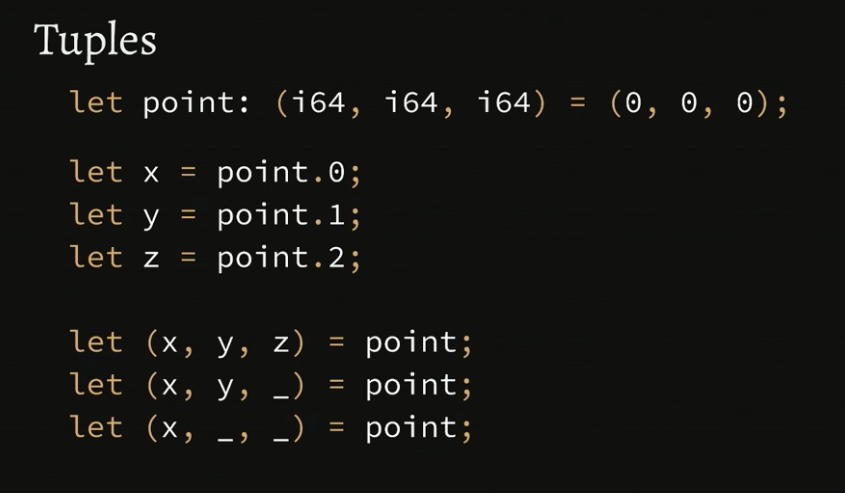 Tuples
let point: (i64, i64, i64) = (0, 0, 0);
let x = point.0;
let y = point.1;
let z = point.2;
let (x, y, z) = point;
let (x, y, _) = point;
let (x, _, _) = point;